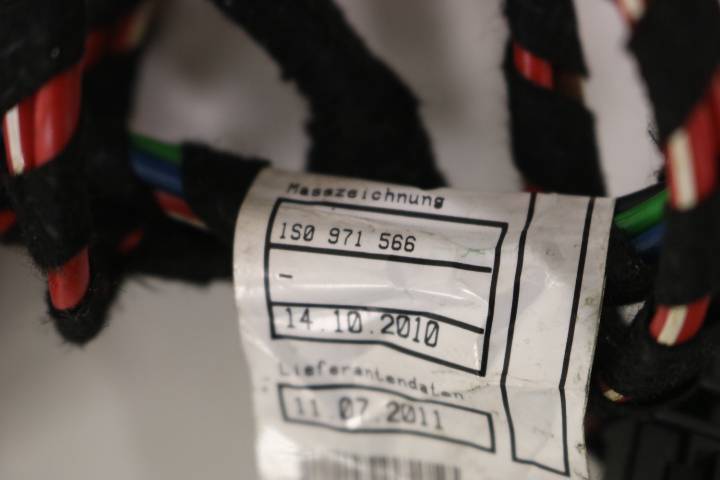 Masszeichnung
1S0 971 566
-
14.10.2010
Lieferantendaten
11.07.2011